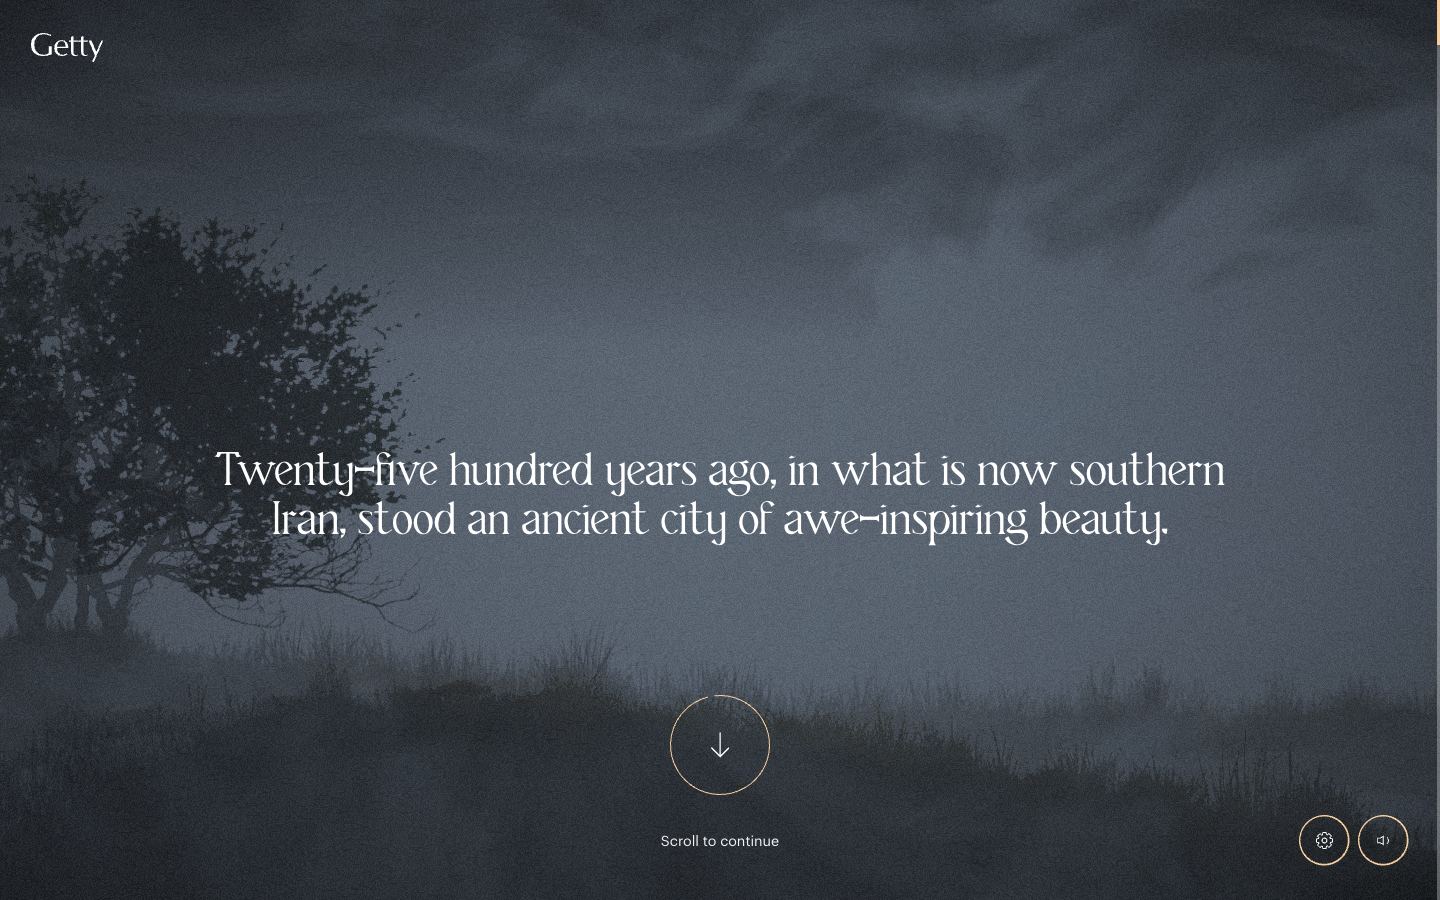 Getty
Twenty-five hundred years ago, in what is now southern
Iran, stood an ancient city of awe-inspiring beauty.
Scroll to continue